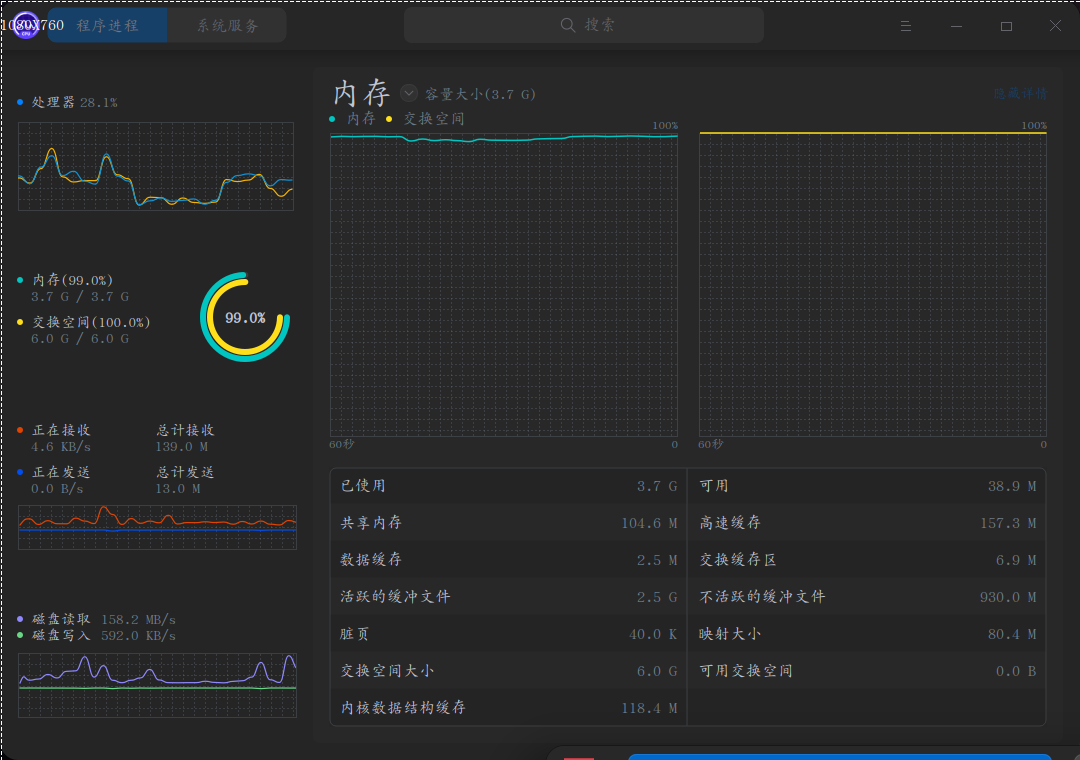 1080X760
CPU
程序进程
系统服务
搜索
处理器 28.1%
内存(99.0%)
3.7 G / 3.7 G
交换空间(100.0%)
6.0 G / 6.0 G
99.0%
正在接收
4.6 KB/s
总计接收
139.0 M
正在发送
0.0 B/s
总计发送
13.0 M
磁盘读取 158.2 MB/s
磁盘写入 592.0 KB/s
内存 容量大小(3.7 G)
隐藏详情
内存 交换空间
100%
100%
60秒 0
60秒 0
已使用 3.7 G
可用 38.9 M
共享内存 104.6 M
高速缓存 157.3 M
数据缓存 2.5 M
交换缓存区 6.9 M
活跃的缓冲文件 2.5 G
不活跃的缓冲文件 930.0 M
脏页 40.0 K
映射大小 80.4 M
交换空间大小 6.0 G
可用交换空间 0.0 B
内核数据结构缓存 118.4 M